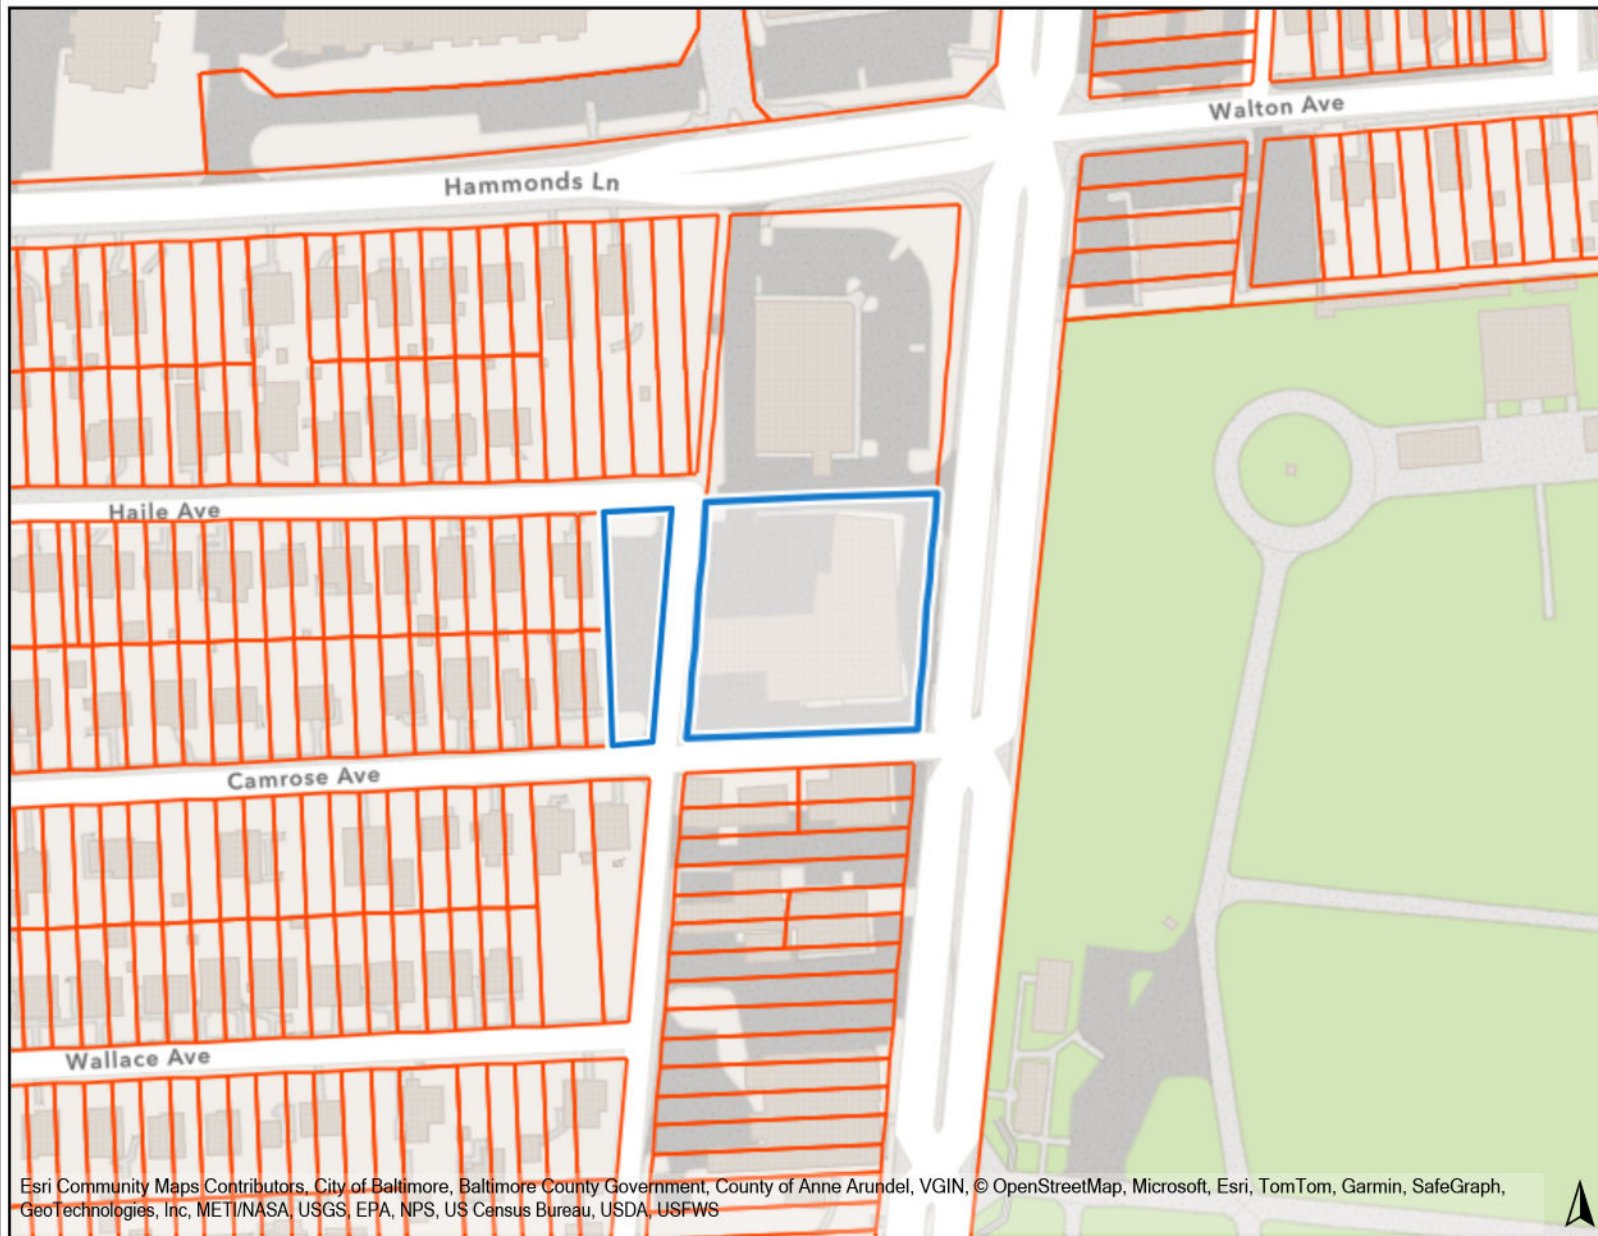 Walton Ave
Hammonds Ln
Haile Ave
Camrose Ave
Wallace Ave
Esri Community Maps Contributors, City of Baltimore, Baltimore County Government, County of Anne Arundel, VGIN, © OpenStreetMap, Microsoft, Esri, TomTom, Garmin, SafeGraph,
GeoTechnologies, Inc, METI/NASA, USGS, EPA, NPS, US Census Bureau, USDA, USFWS